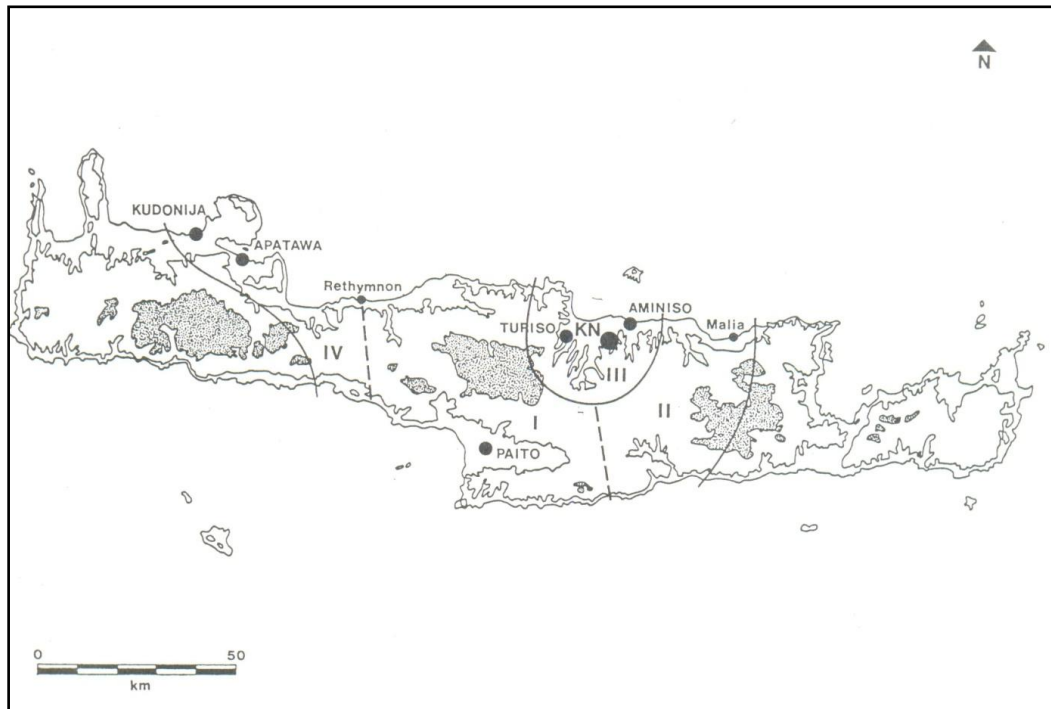 N
KUDONIJA
APATAWA
Rethymnon
AMINISO
TURISO
KN
Malia
IV
III
I
II
PAITO
0 50
km